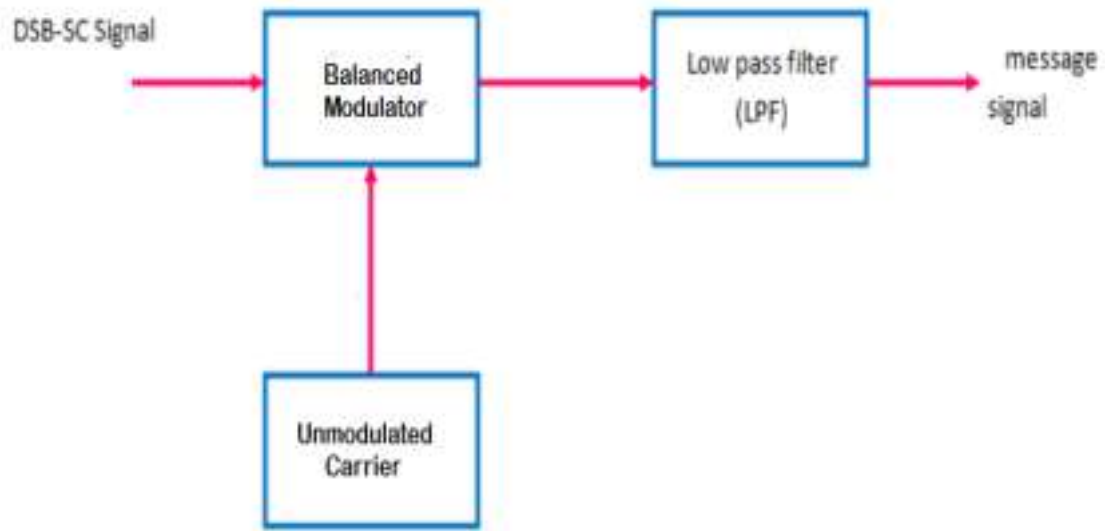 DSB-SC Signal
Balanced
Modulator
Low pass filter
(LPF)
message
signal
Unmodulated
Carrier